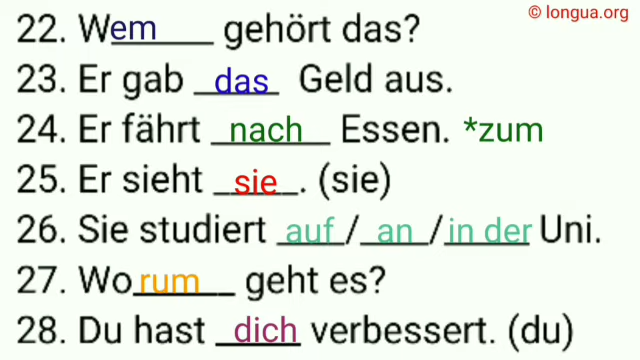 © longua.org
22. Wem gehört das?
23. Er gab das Geld aus.
24. Er fährt nach Essen. *zum
25. Er sieht sie. (sie)
26. Sie studiert auf/an/in der Uni.
27. Worum geht es?
28. Du hast dich verbessert. (du)